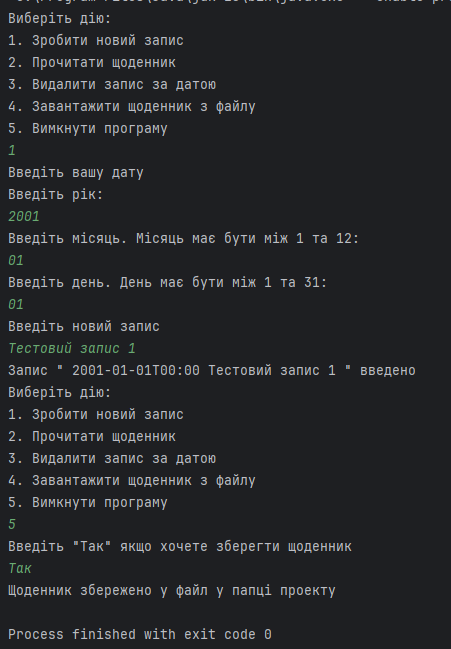 Виберіть дію:
1. Зробити новий запис
2. Прочитати щоденник
3. Видалити запис за датою
4. Завантажити щоденник з файлу
5. Вимкнути програму
1
Введіть вашу дату
Введіть рік:
2001
Введіть місяць. Місяць має бути між 1 та 12:
01
Введіть день. День має бути між 1 та 31:
01
Введіть новий запис
Тестовий запис 1
Запис " 2001-01-01T00:00 Тестовий запис 1 " введено
Виберіть дію:
1. Зробити новий запис
2. Прочитати щоденник
3. Видалити запис за датою
4. Завантажити щоденник з файлу
5. Вимкнути програму
5
Введіть "Так" якщо хочете зберегти щоденник
Так
Щоденник збережено у файл у папці проекту
Process finished with exit code 0